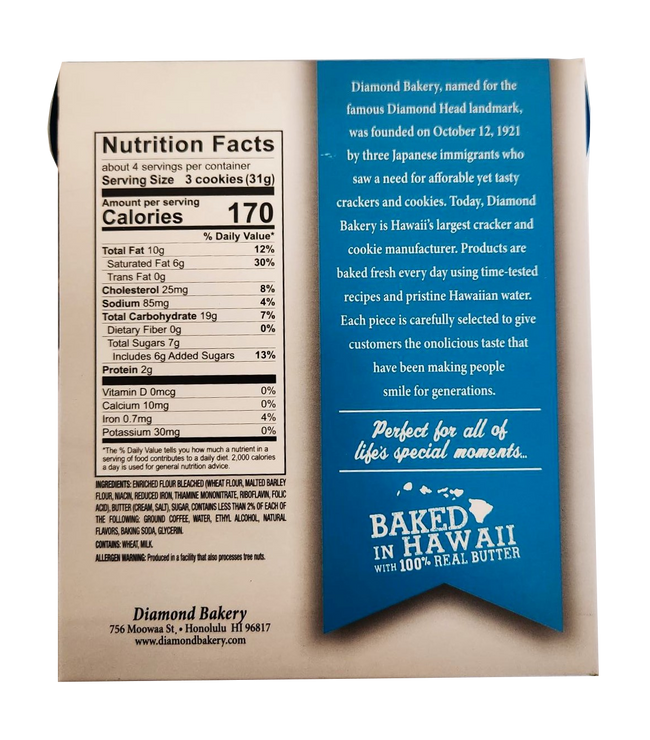 Nutrition Facts
about 4 servings per container
Serving Size 3 cookies (31g)
Amount per serving
Calories 170
% Daily Value*
Total Fat 10g 12%
Saturated Fat 6g 30%
Trans Fat 0g
Cholesterol 25mg 8%
Sodium 85mg 4%
Total Carbohydrate 19g 7%
Dietary Fiber 0g 0%
Total Sugars 7g
Includes 6g Added Sugars 13%
Protein 2g
Vitamin D 0mcg 0%
Calcium 10mg 0%
Iron 0.7mg 4%
Potassium 30mg 0%
*The % Daily Value tells you how much a nutrient in a
serving of food contributes to a daily diet. 2,000 calories
a day is used for general nutrition advice.
INGREDIENTS: ENRICHED FLOUR BLEACHED (WHEAT FLOUR, MALTED BARLEY
FLOUR, NIACIN, REDUCED IRON, THIAMINE MONONITRATE, RIBOFLAVIN, FOLIC
ACID), BUTTER (CREAM, SALT), SUGAR, CONTAINS LESS THAN 2% OF EACH OF
THE FOLLOWING: GROUND COFFEE, WATER, ETHYL ALCOHOL, NATURAL
FLAVORS, BAKING SODA, GLYCERIN.
CONTAINS: WHEAT, MILK.
ALLERGEN WARNING: Produced in a facility that also processes tree nuts.
Diamond Bakery
756 Moowaa St, • Honolulu HI 96817
www.diamondbakery.com
Diamond Bakery, named for the
famous Diamond Head landmark,
was founded on October 12, 1921
by three Japanese immigrants who
saw a need for afforable yet tasty
crackers and cookies. Today, Diamond
Bakery is Hawaii's largest cracker and
cookie manufacturer. Products are
baked fresh every day using time-tested
recipes and pristine Hawaiian water.
Each piece is carefully selected to give
customers the onolicious taste that
have been making people
smile for generations.
Perfect for all of
life's special moments...
BAKED
IN HAWAII
WITH 100% REAL BUTTER